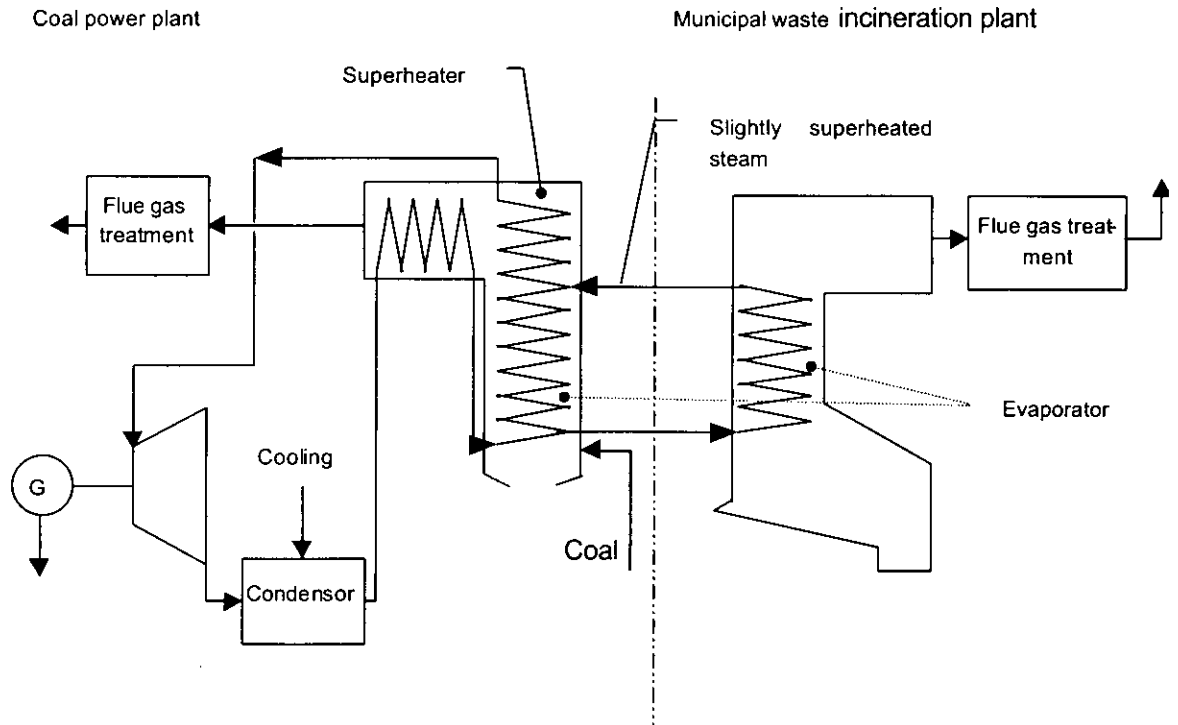 Coal power plant
Municipal waste incineration plant
Superheater
Slightly superheated
steam
Flue gas
treatment
Flue gas treat-
ment
Evaporator
Cooling
G
Coal
Condensor